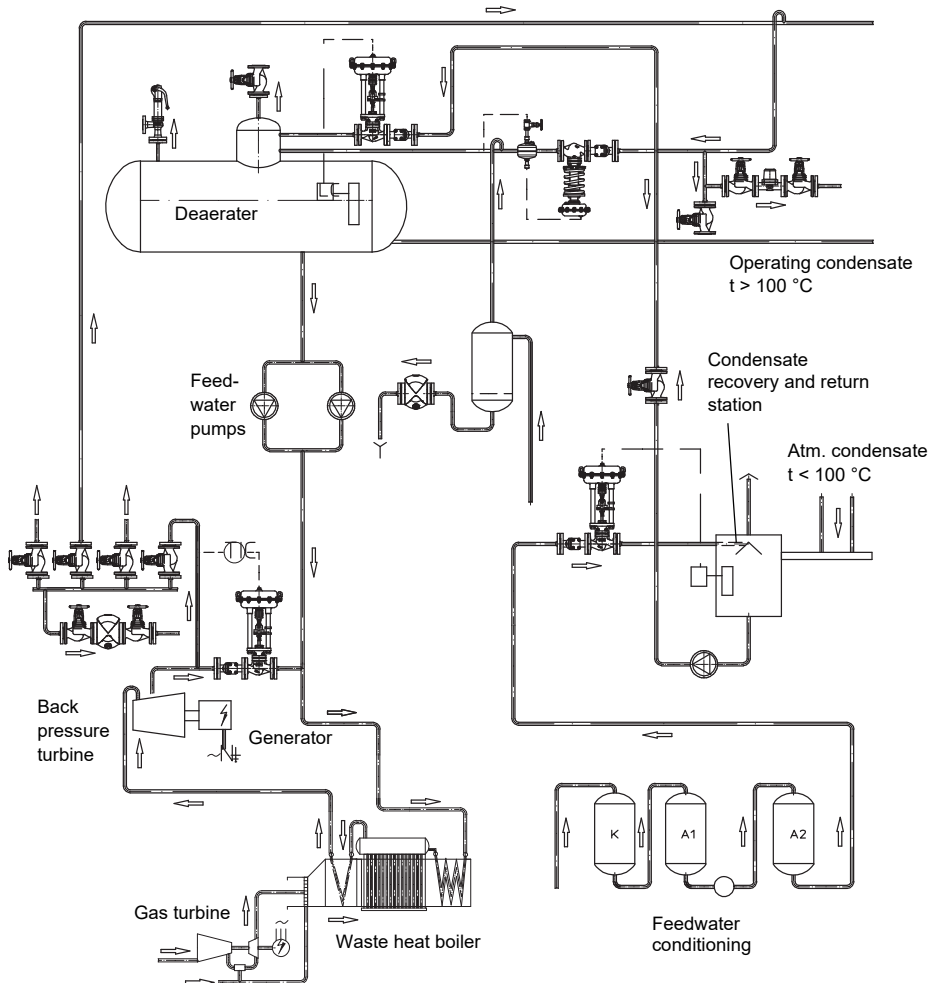 Deaerater
Operating condensate
t > 100 °C
Feed-
water
pumps
Condensate
recovery and return
station
Atm. condensate
t < 100 °C
TIC
Back
pressure
turbine
Generator
K
A1
A2
Gas turbine
Waste heat boiler
Feedwater
conditioning